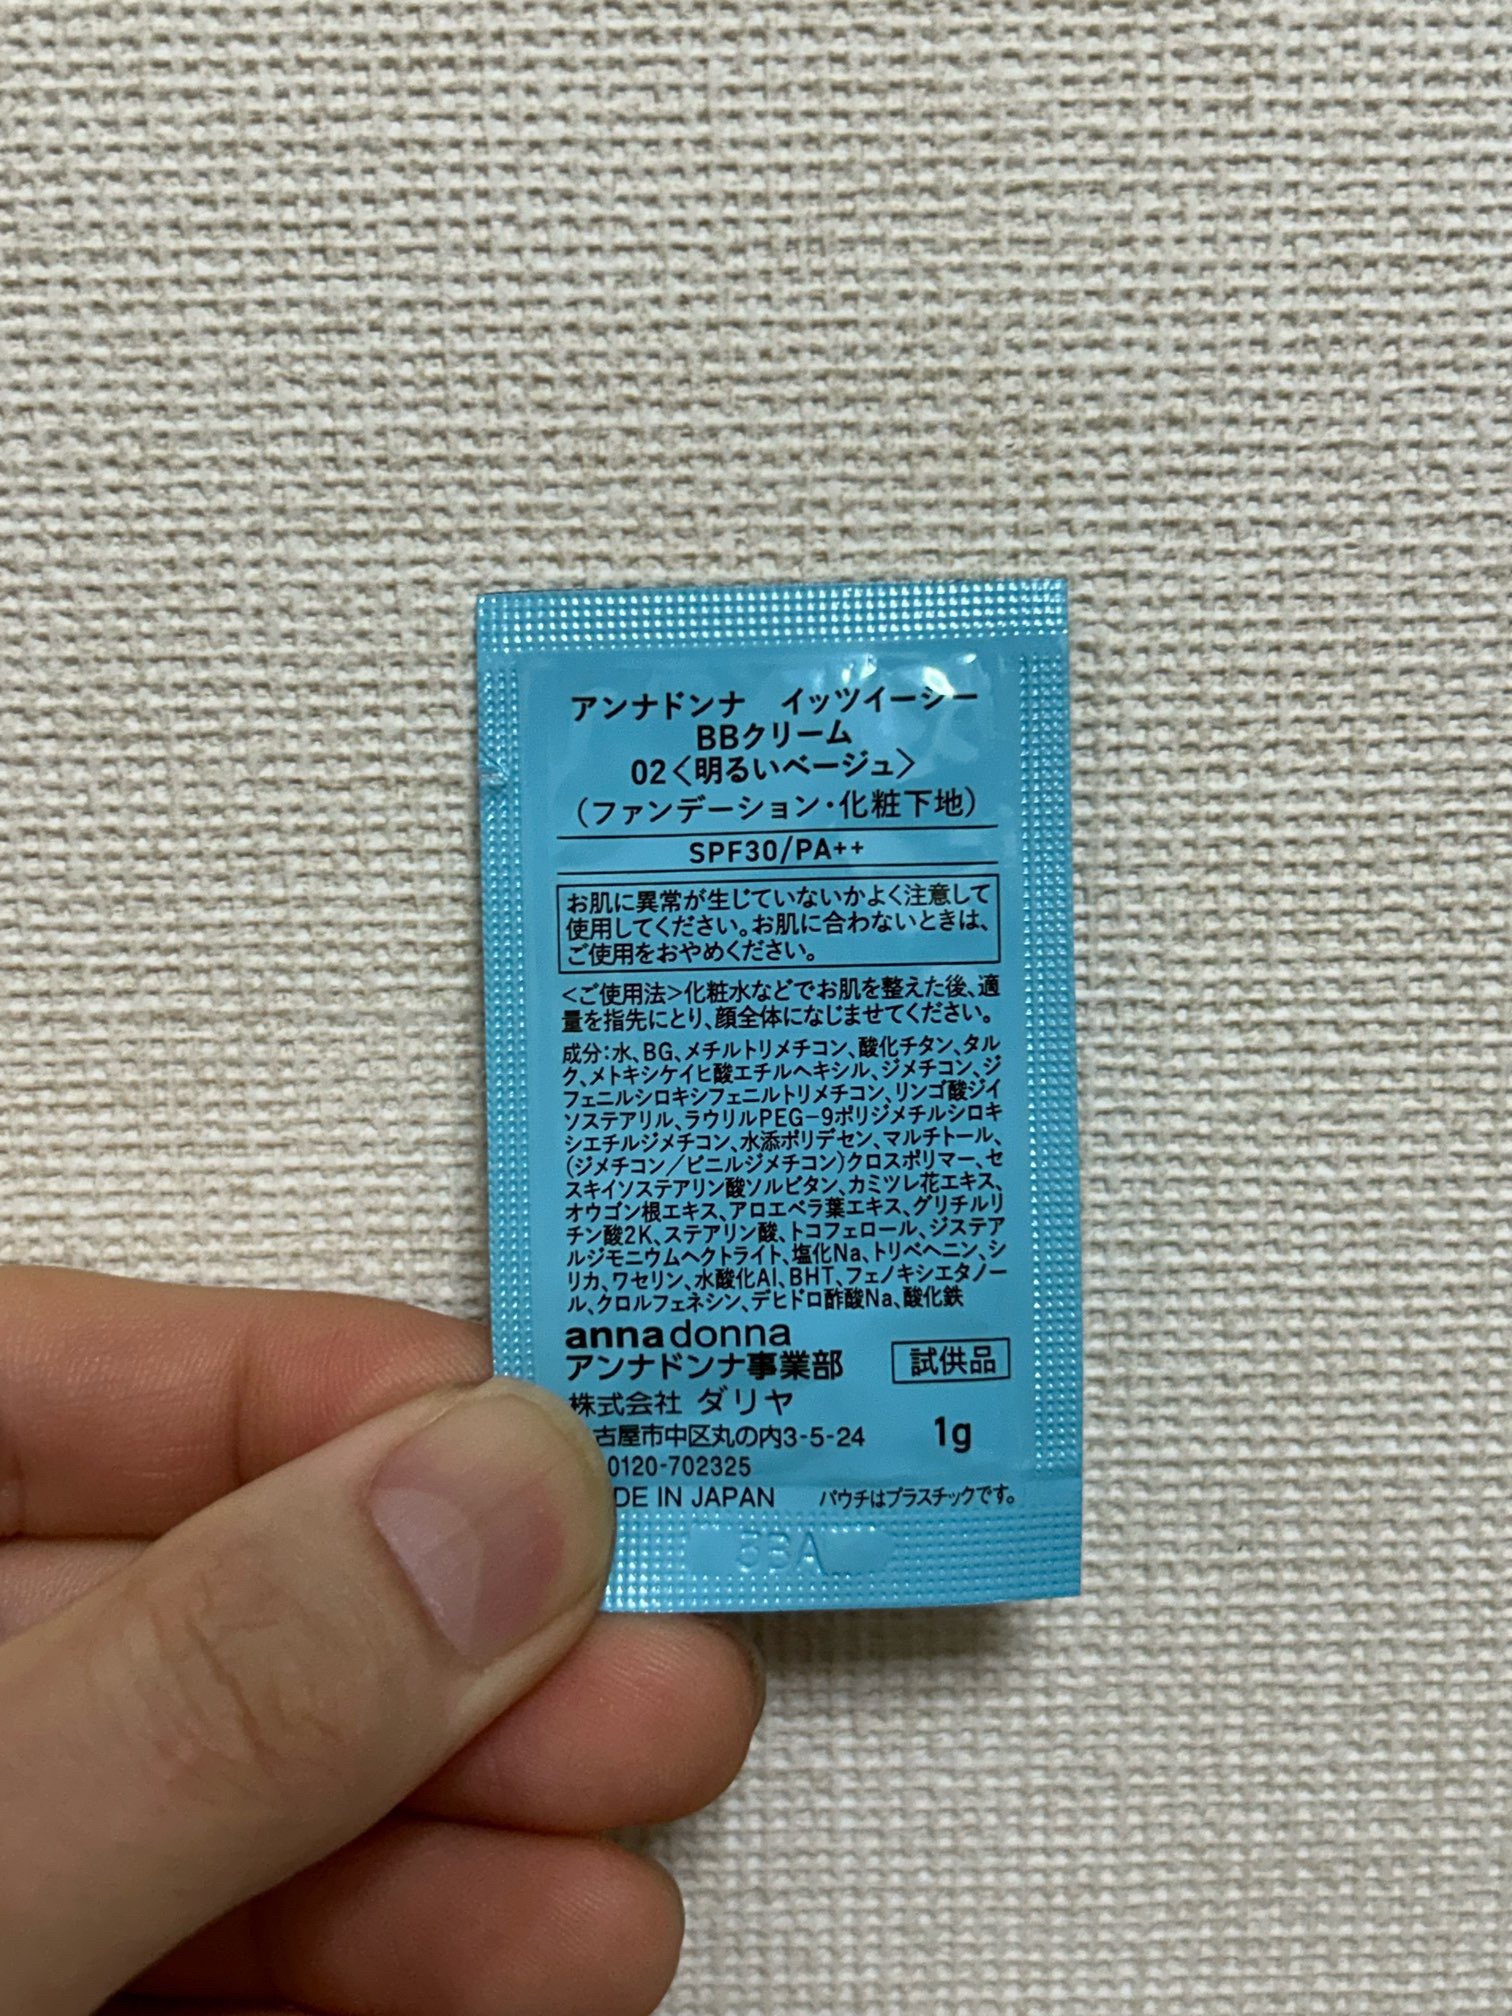 アンナドンナ　イッツイージー
BBクリーム
02〈明るいベージュ〉
(ファンデーション・化粧下地)
SPF30/PA++
お肌に異常が生じていないかよく注意して
使用してください。お肌に合わないときは、
ご使用をおやめください。
<ご使用法>化粧水などでお肌を整えた後、適
量を指先にとり、顔全体になじませてください。
成分:水、BG、メチルトリメチコン、酸化チタン、タル
ク、メトキシケイヒ酸エチルヘキシル、ジメチコン、ジ
フェニルシロキシフェニルトリメチコン、リンゴ酸ジイ
ソステアリル、ラウリルPEG-9ポリジメチルシロキ
シエチルジメチコン、水添ポリデセン、マルチトール、
(ジメチコン/ビニルジメチコン)クロスポリマー、セ
スキイソステアリン酸ソルビタン、カミツレ花エキス、
オウゴン根エキス、アロエベラ葉エキス、グリチルリ
チン酸2K、ステアリン酸、トコフェロール、ジステア
ルジモニウムヘクトライト、塩化Na、トリベヘニン、シ
リカ、ワセリン、水酸化Al、BHT、フェノキシエタノー
ル、クロルフェネシン、デヒドロ酢酸Na、酸化鉄
annadonna
アンナドンナ事業部
試供品
株式会社 ダリヤ
古屋市中区丸の内3-5-24
1g
0120-702325
DE IN JAPAN
パウチはプラスチックです。